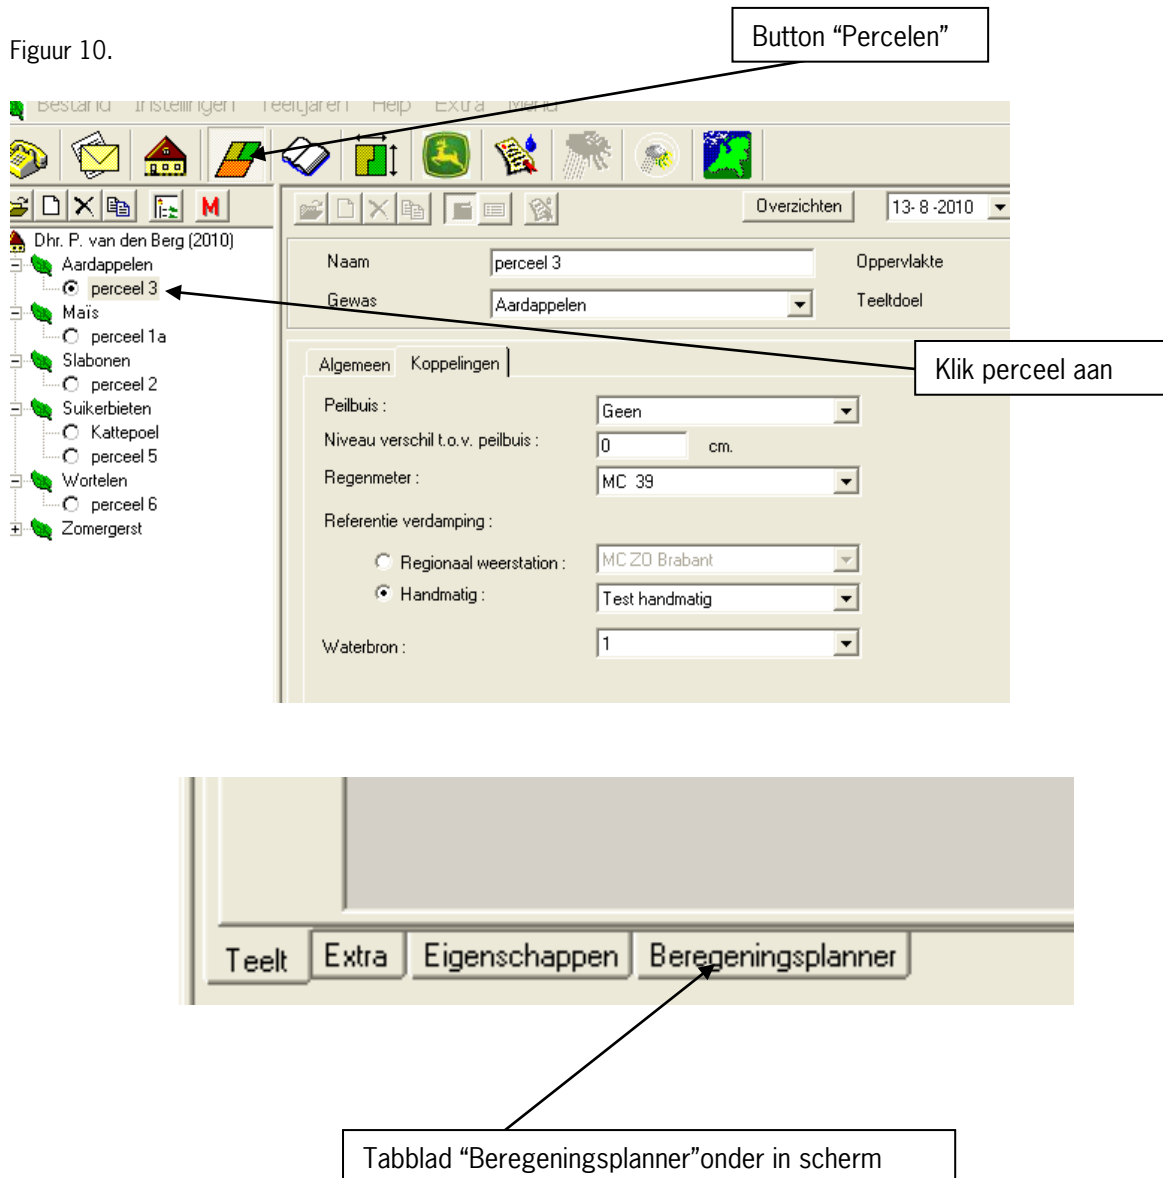 Figuur 10.
Button “Percelen”
Bestand Instellingen Teeltjaren Help Extra Menu
M
Overzichten
13- 8 -2010
Dhr. P. van den Berg (2010)
Aardappelen
perceel 3
Maïs
perceel 1a
Slabonen
perceel 2
Suikerbieten
Kattepoel
perceel 5
Wortelen
perceel 6
Zomergerst
Naam perceel 3 Oppervlakte
Gewas Aardappelen Teeltdoel
Klik perceel aan
Algemeen Koppelingen
Peilbuis : Geen
Niveau verschil t.o.v. peilbuis : 0 cm.
Regenmeter : MC 39
Referentie verdamping :
Regionaal weerstation : MC ZO Brabant
Handmatig : Test handmatig
Waterbron : 1
Teelt Extra Eigenschappen Beregeningsplanner
Tabblad “Beregeningsplanner”onder in scherm